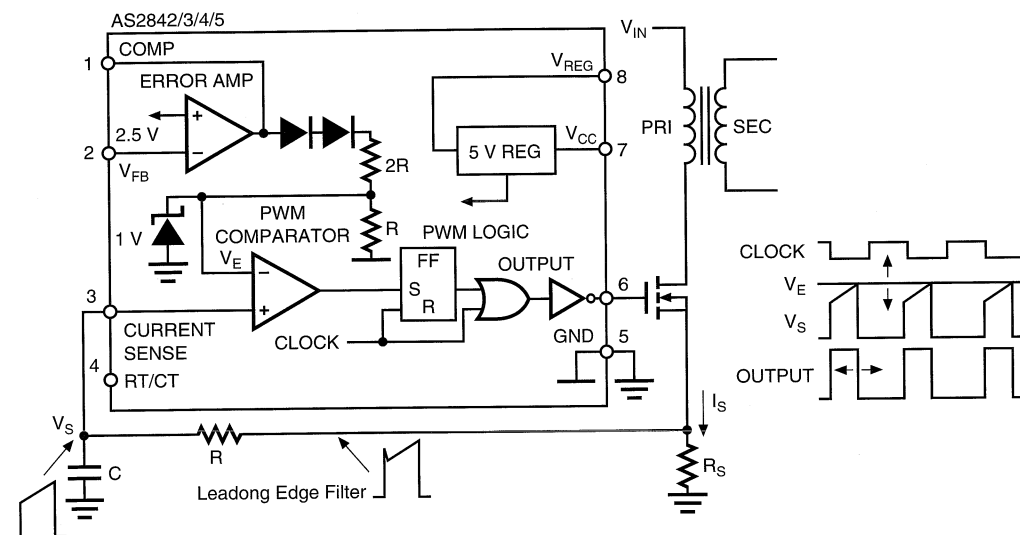 AS2842/3/4/5
1
COMP
ERROR AMP
+
2.5 V
2
−
V_FB
2R
1 V
PWM
COMPARATOR
R
V_E
−
+
3
CURRENT
SENSE
4
RT/CT
PWM LOGIC
FF
S
R
CLOCK
OUTPUT
6
GND
5
V_REG
8
5 V REG
V_CC
7
V_IN
PRI
SEC
I_S
R_S
V_S
C
R
Leadong Edge Filter
CLOCK
V_E
V_S
OUTPUT